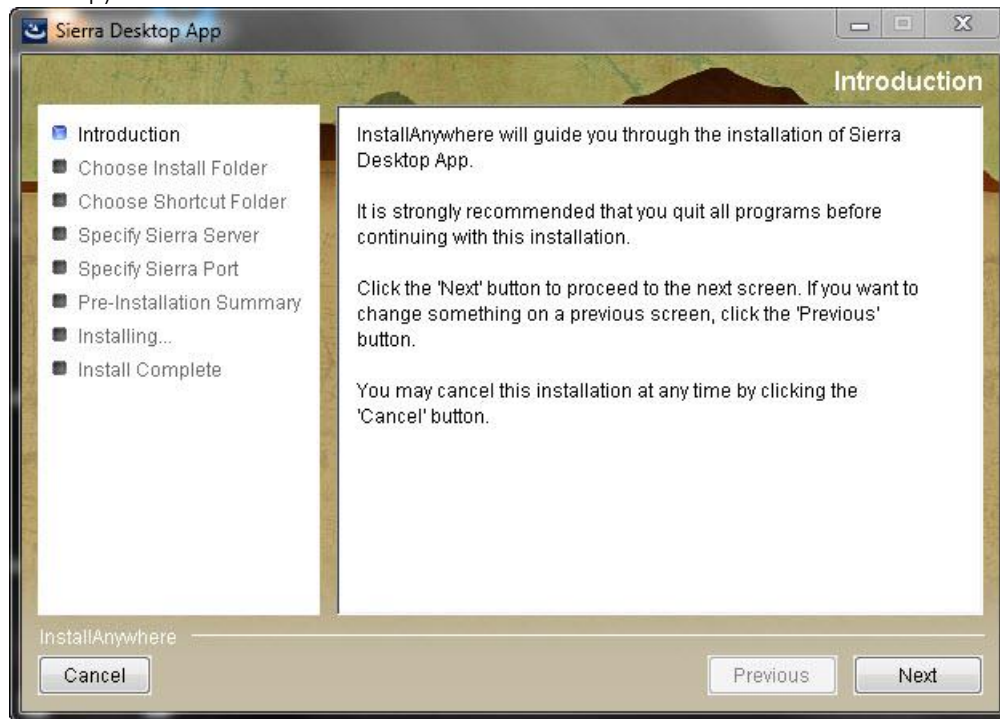 Sierra Desktop App
Introduction
Introduction
Choose Install Folder
Choose Shortcut Folder
Specify Sierra Server
Specify Sierra Port
Pre-Installation Summary
Installing...
Install Complete
InstallAnywhere will guide you through the installation of Sierra
Desktop App.
It is strongly recommended that you quit all programs before
continuing with this installation.
Click the 'Next' button to proceed to the next screen. If you want to
change something on a previous screen, click the 'Previous'
button.
You may cancel this installation at any time by clicking the
'Cancel' button.
InstallAnywhere
Cancel
Previous
Next